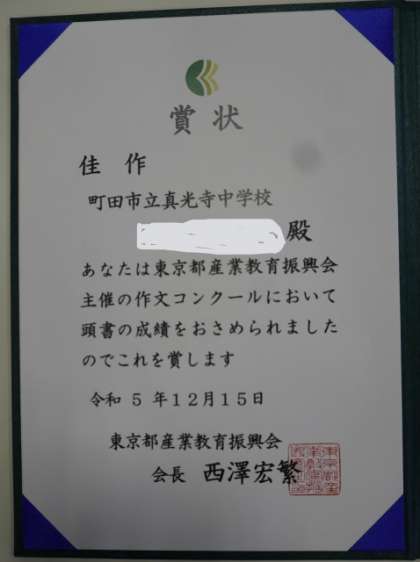 賞状
佳作
町田市立真光寺中学校
殿
あなたは東京都産業教育振興会
主催の作文コンクールにおいて
頭書の成績をおさめられました
のでこれを賞します
令和 5 年12月15日
東京都産業教育振興会
会長 西澤宏繁